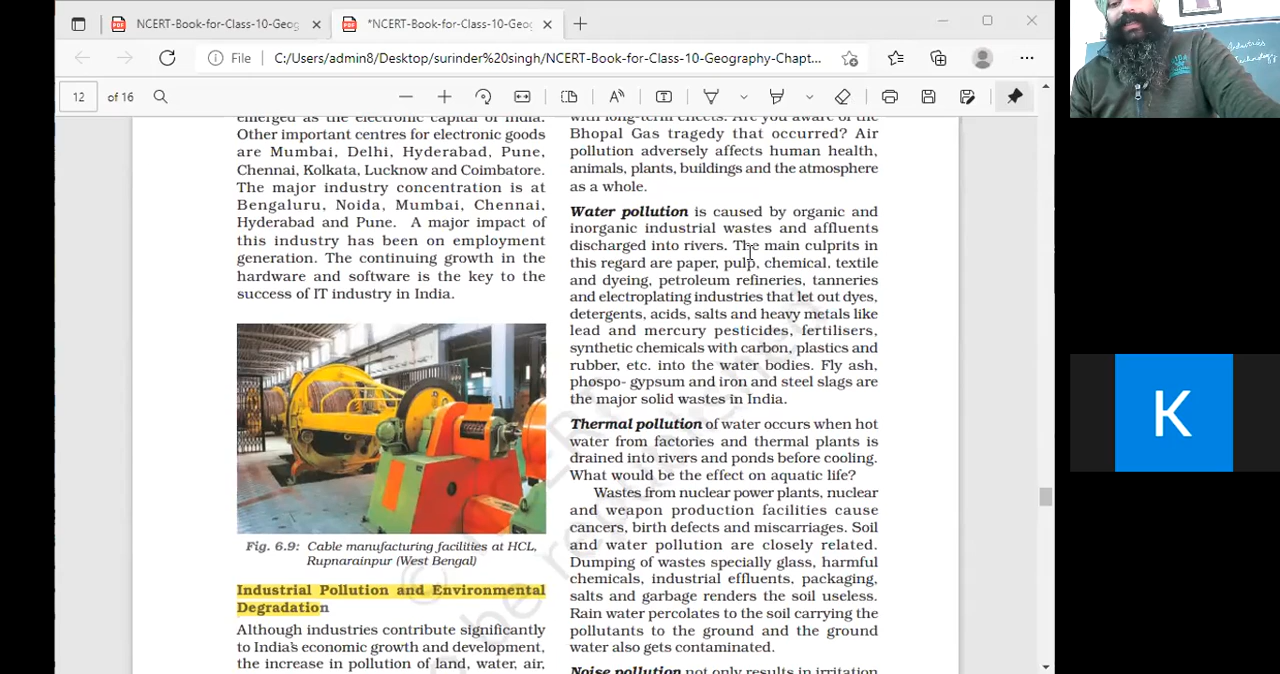 NCERT-Book-for-Class-10-Geog
*NCERT-Book-for-Class-10-Geog
File
C:/Users/admin8/Desktop/surinder%20singh/NCERT-Book-for-Class-10-Geography-Chapt...
12 of 16
emerged as the electronic capital of India.
Other important centres for electronic goods
are Mumbai, Delhi, Hyderabad, Pune,
Chennai, Kolkata, Lucknow and Coimbatore.
The major industry concentration is at
Bengaluru, Noida, Mumbai, Chennai,
Hyderabad and Pune. A major impact of
this industry has been on employment
generation. The continuing growth in the
hardware and software is the key to the
success of IT industry in India.
Fig. 6.9: Cable manufacturing facilities at HCL,
Rupnarainpur (West Bengal)
Industrial Pollution and Environmental
Degradation
Although industries contribute significantly
to India's economic growth and development,
the increase in pollution of land, water, air,
with long-term effects. Are you aware of the
Bhopal Gas tragedy that occurred? Air
pollution adversely affects human health,
animals, plants, buildings and the atmosphere
as a whole.
Water pollution is caused by organic and
inorganic industrial wastes and affluents
discharged into rivers. The main culprits in
this regard are paper, pulp, chemical, textile
and dyeing, petroleum refineries, tanneries
and electroplating industries that let out dyes,
detergents, acids, salts and heavy metals like
lead and mercury pesticides, fertilisers,
synthetic chemicals with carbon, plastics and
rubber, etc. into the water bodies. Fly ash,
phospo- gypsum and iron and steel slags are
the major solid wastes in India.
Thermal pollution of water occurs when hot
water from factories and thermal plants is
drained into rivers and ponds before cooling.
What would be the effect on aquatic life?
Wastes from nuclear power plants, nuclear
and weapon production facilities cause
cancers, birth defects and miscarriages. Soil
and water pollution are closely related.
Dumping of wastes specially glass, harmful
chemicals, industrial effluents, packaging,
salts and garbage renders the soil useless.
Rain water percolates to the soil carrying the
pollutants to the ground and the ground
water also gets contaminated.
Noise pollution not only results in irritation
Industries
Technology
K